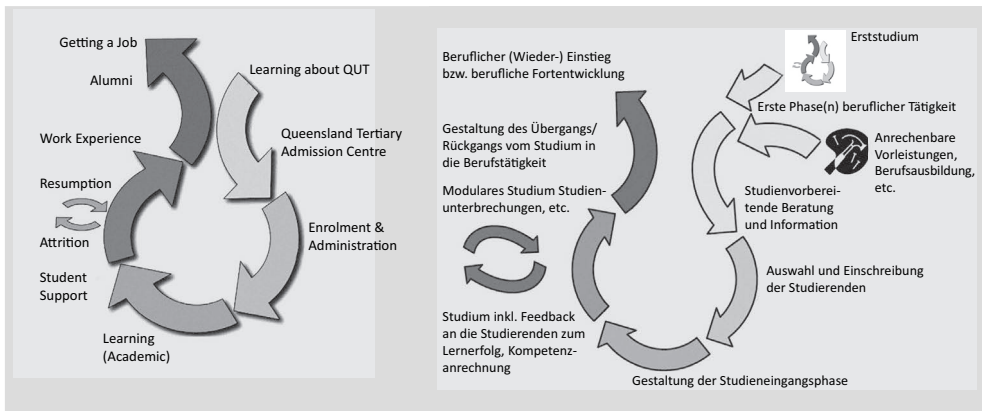 Getting a Job
Alumni
Learning about QUT
Work Experience
Queensland Tertiary
Admission Centre
Resumption
Attrition
Enrolment &
Administration
Student
Support
Learning
(Academic)
Beruflicher (Wieder-) Einstieg
bzw. berufliche Fortentwicklung
Erststudium
Erste Phase(n) beruflicher Tätigkeit
Gestaltung des Übergangs/
Rückgangs vom Studium in
die Berufstätigkeit
Anrechenbare
Vorleistungen,
Berufsausbildung,
etc.
Modulares Studium Studien-
unterbrechungen, etc.
Studienvorberei-
tende Beratung
und Information
Auswahl und Einschreibung
der Studierenden
Studium inkl. Feedback
an die Studierenden zum
Lernerfolg, Kompetenz-
anrechnung
Gestaltung der Studieneingangsphase